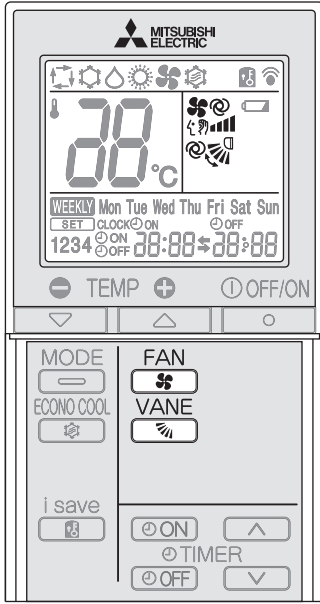 MITSUBISHI
ELECTRIC
88°C
WEEKLY Mon Tue Wed Thu Fri Sat Sun
SET CLOCK ON OFF
1234 ON 88:88 88:88
OFF
TEMP OFF/ON
MODE FAN
ECONO COOL VANE
i save
ON
TIMER
OFF